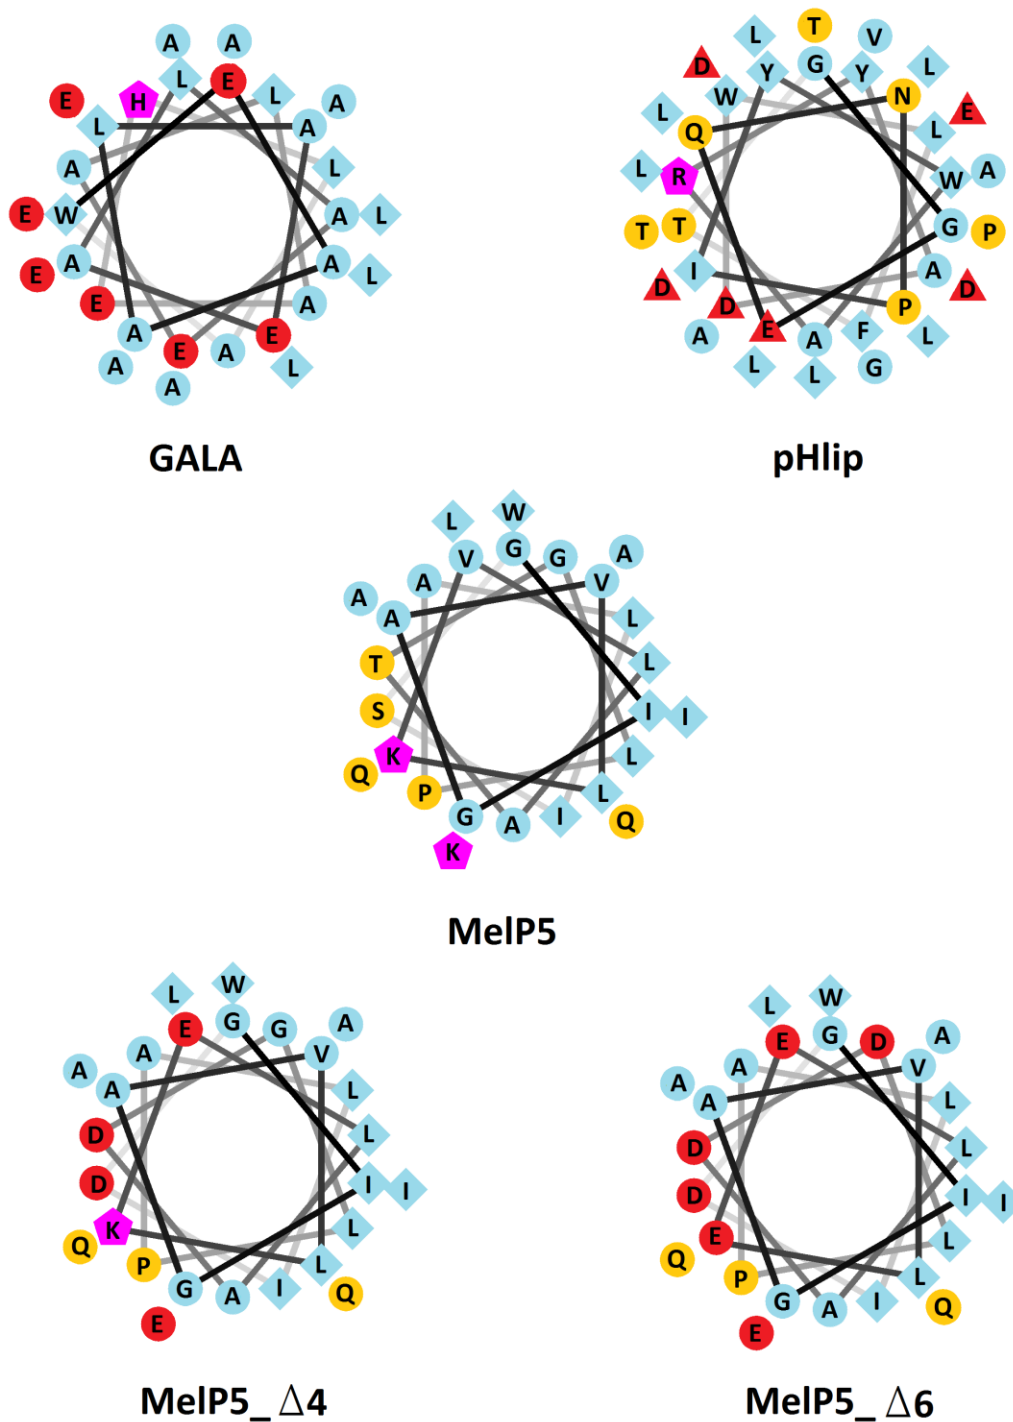 A A
L E L
E H A
L A
A L
E W A L
E A A L
E A
A E A E
A A L
GALA
T
L G V
D Y Y L
W N E
L Q L
L R W A
T T G P
I A
D D P D
A E A F L
L L G
pHlip
W
L G G A
V V
A A A L
T L
S I I
K L
Q P L
G A I Q
K
MelP5
W
L G G A
E V
A A A L
D L
D I I
K L
Q P L
G A I Q
E
MelP5_Δ4
W
L G D A
E V
A A A L
D L
D I I
E L
Q P L
G A I Q
E
MelP5_Δ6